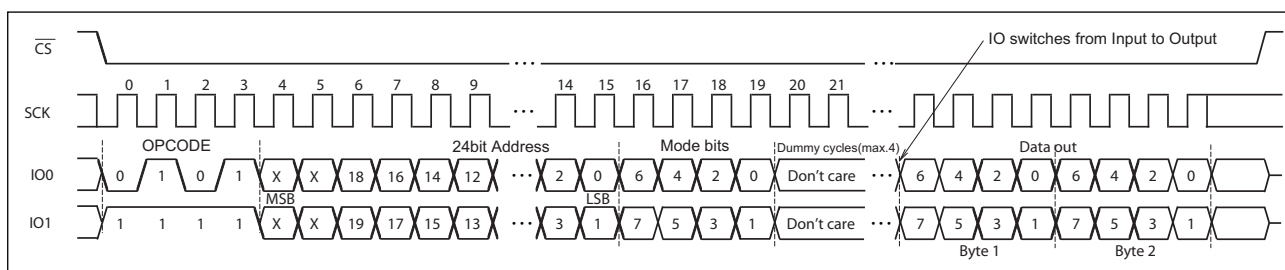 CS
IO switches from Input to Output
0 1 2 3 4 5 6 7 8 9 14 15 16 17 18 19 20 21
SCK
OPCODE 24bit Address Mode bits Dummy cycles(max.4) Data out
IO0 0 1 0 1 X X 18 16 14 12 ... 2 0 6 4 2 0 Don't care ... 6 4 2 0 6 4 2 0
MSB LSB
IO1 1 1 1 1 X X 19 17 15 13 ... 3 1 7 5 3 1 Don't care ... 7 5 3 1 7 5 3 1
Byte 1 Byte 2